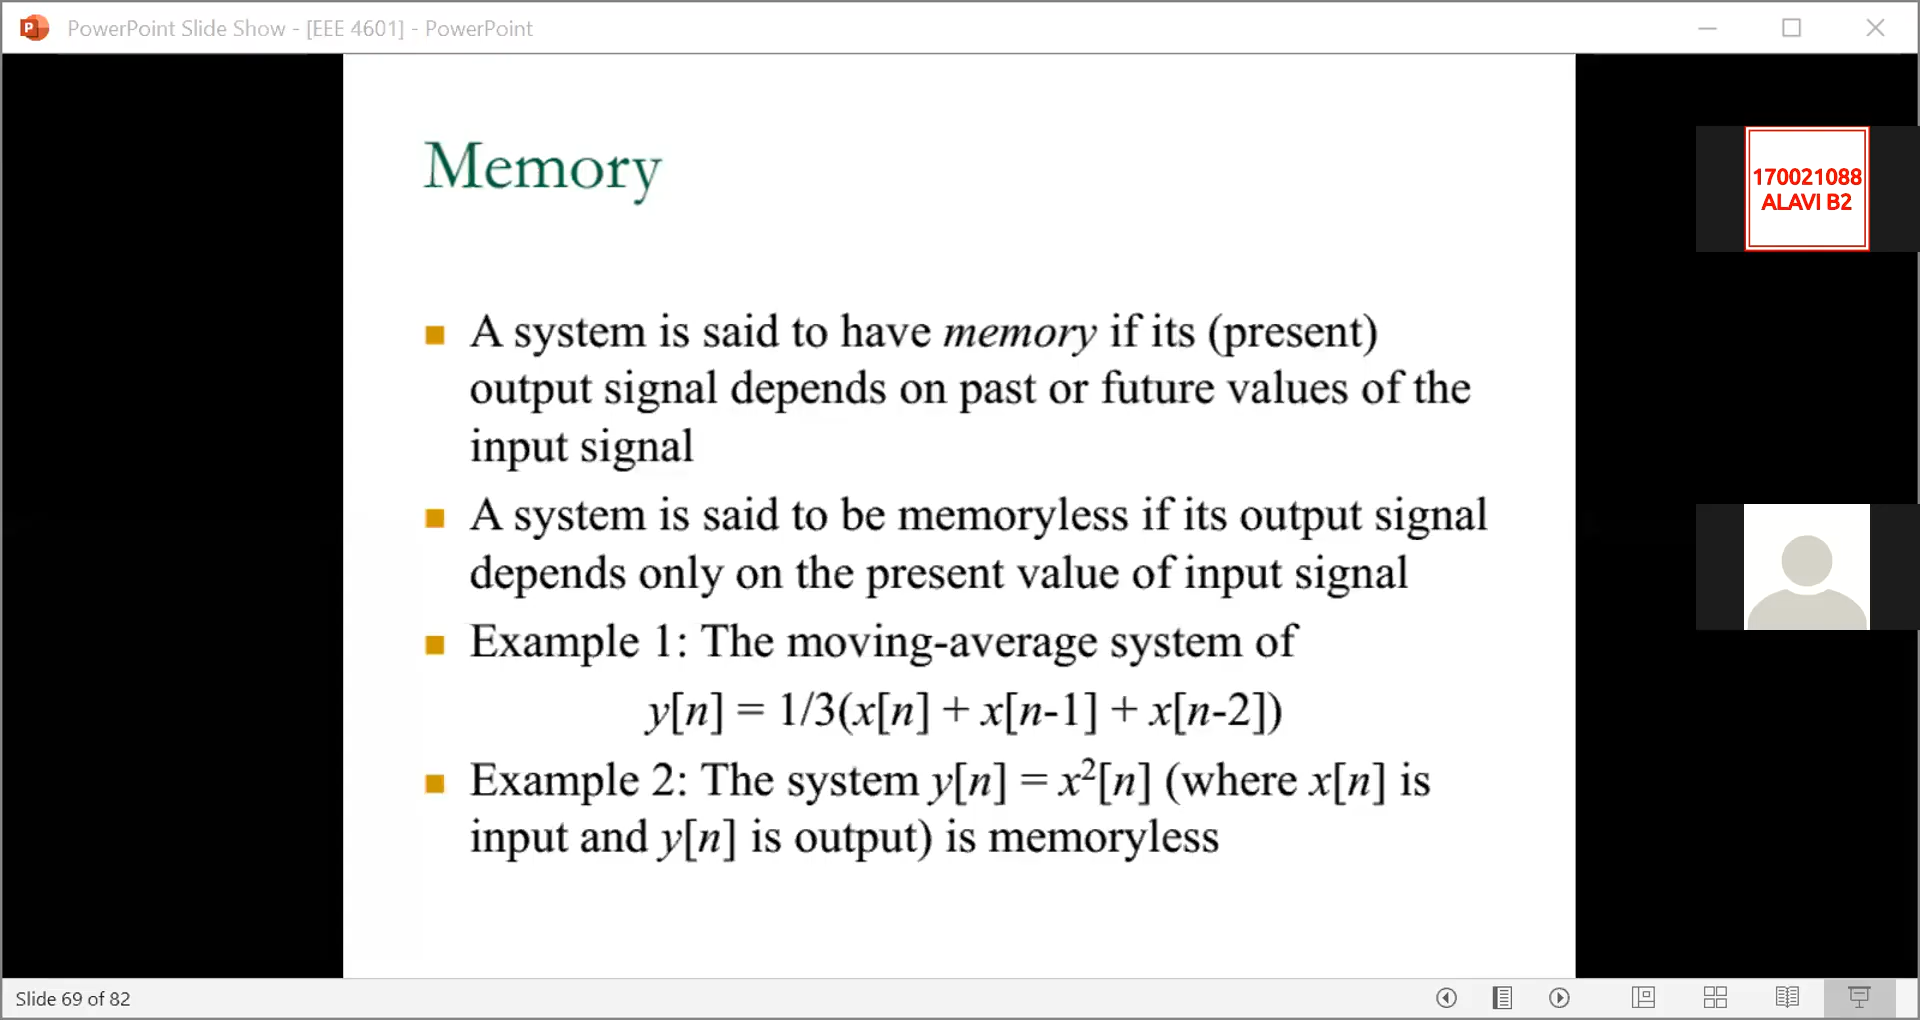 PowerPoint Slide Show - [EEE 4601] - PowerPoint
Memory
170021088
ALAVI B2
A system is said to have memory if its (present)
output signal depends on past or future values of the
input signal
A system is said to be memoryless if its output signal
depends only on the present value of input signal
Example 1: The moving-average system of
y[n] = 1/3(x[n] + x[n-1] + x[n-2])
Example 2: The system y[n] = x²[n] (where x[n] is
input and y[n] is output) is memoryless
Slide 69 of 82